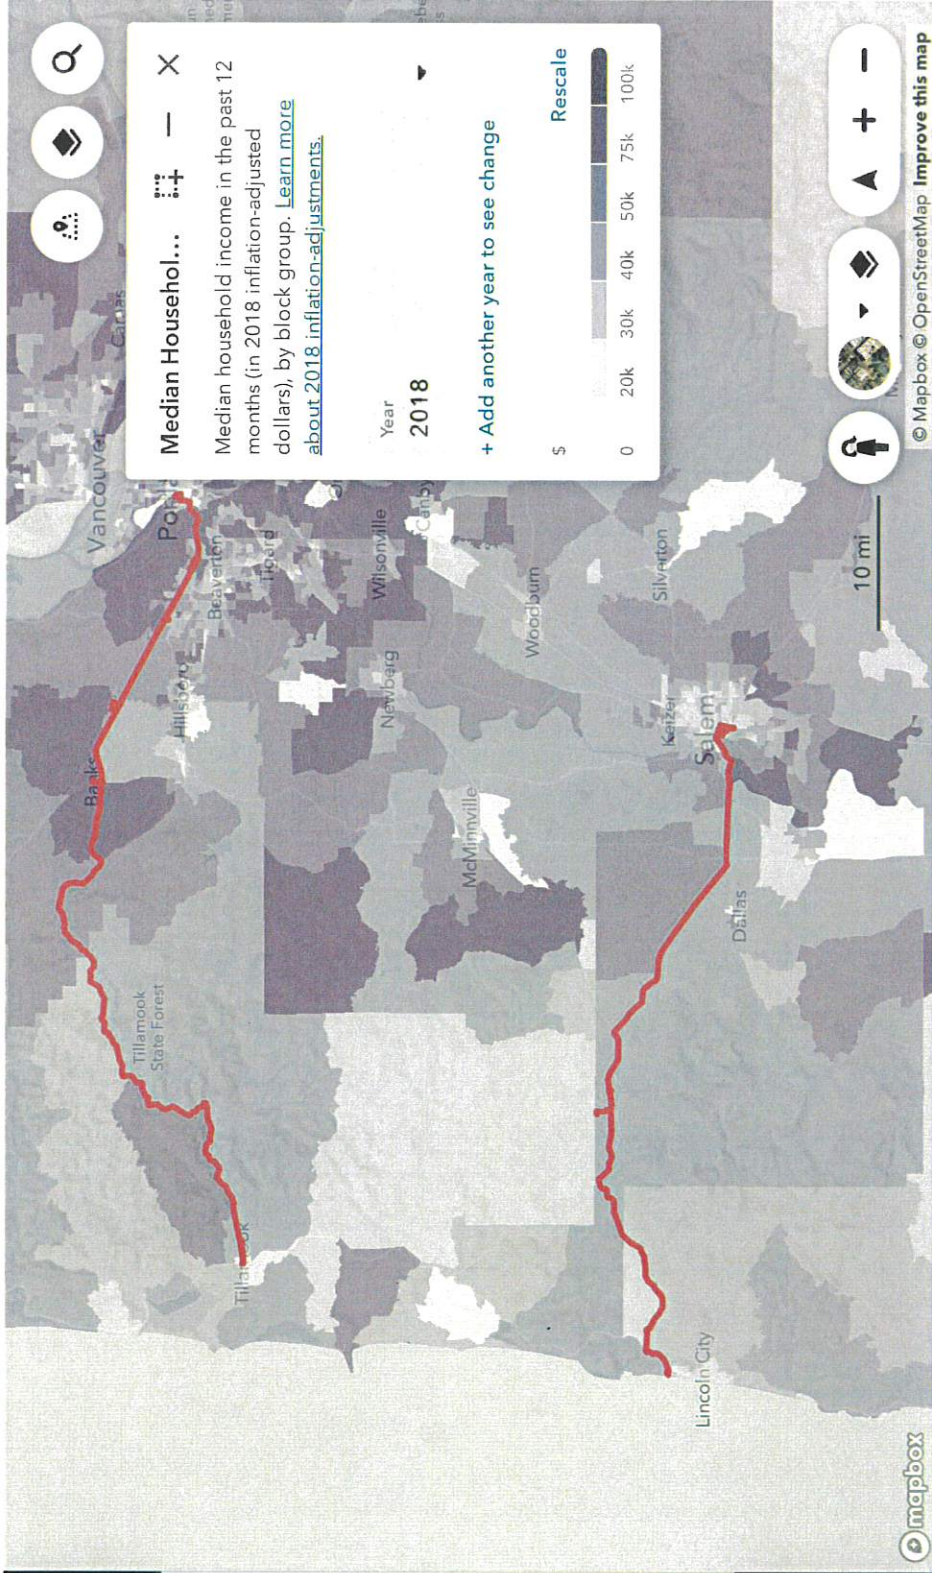 Median Househol...
Median household income in the past 12
months (in 2018 inflation-adjusted
dollars), by block group. Learn more
about 2018 inflation-adjustments.
Year
2018
+ Add another year to see change
$
Rescale
0 20k 30k 40k 50k 75k 100k
Vancouver
Camas
Banks
Hillsboro
Beaverton
Tigard
Tillamook
State Forest
Tillamook
Wilsonville
Canby
Newberg
McMinnville
Woodburn
Silverton
Keizer
Salem
Dallas
Lincoln City
10 mi
mapbox
© Mapbox © OpenStreetMap Improve this map